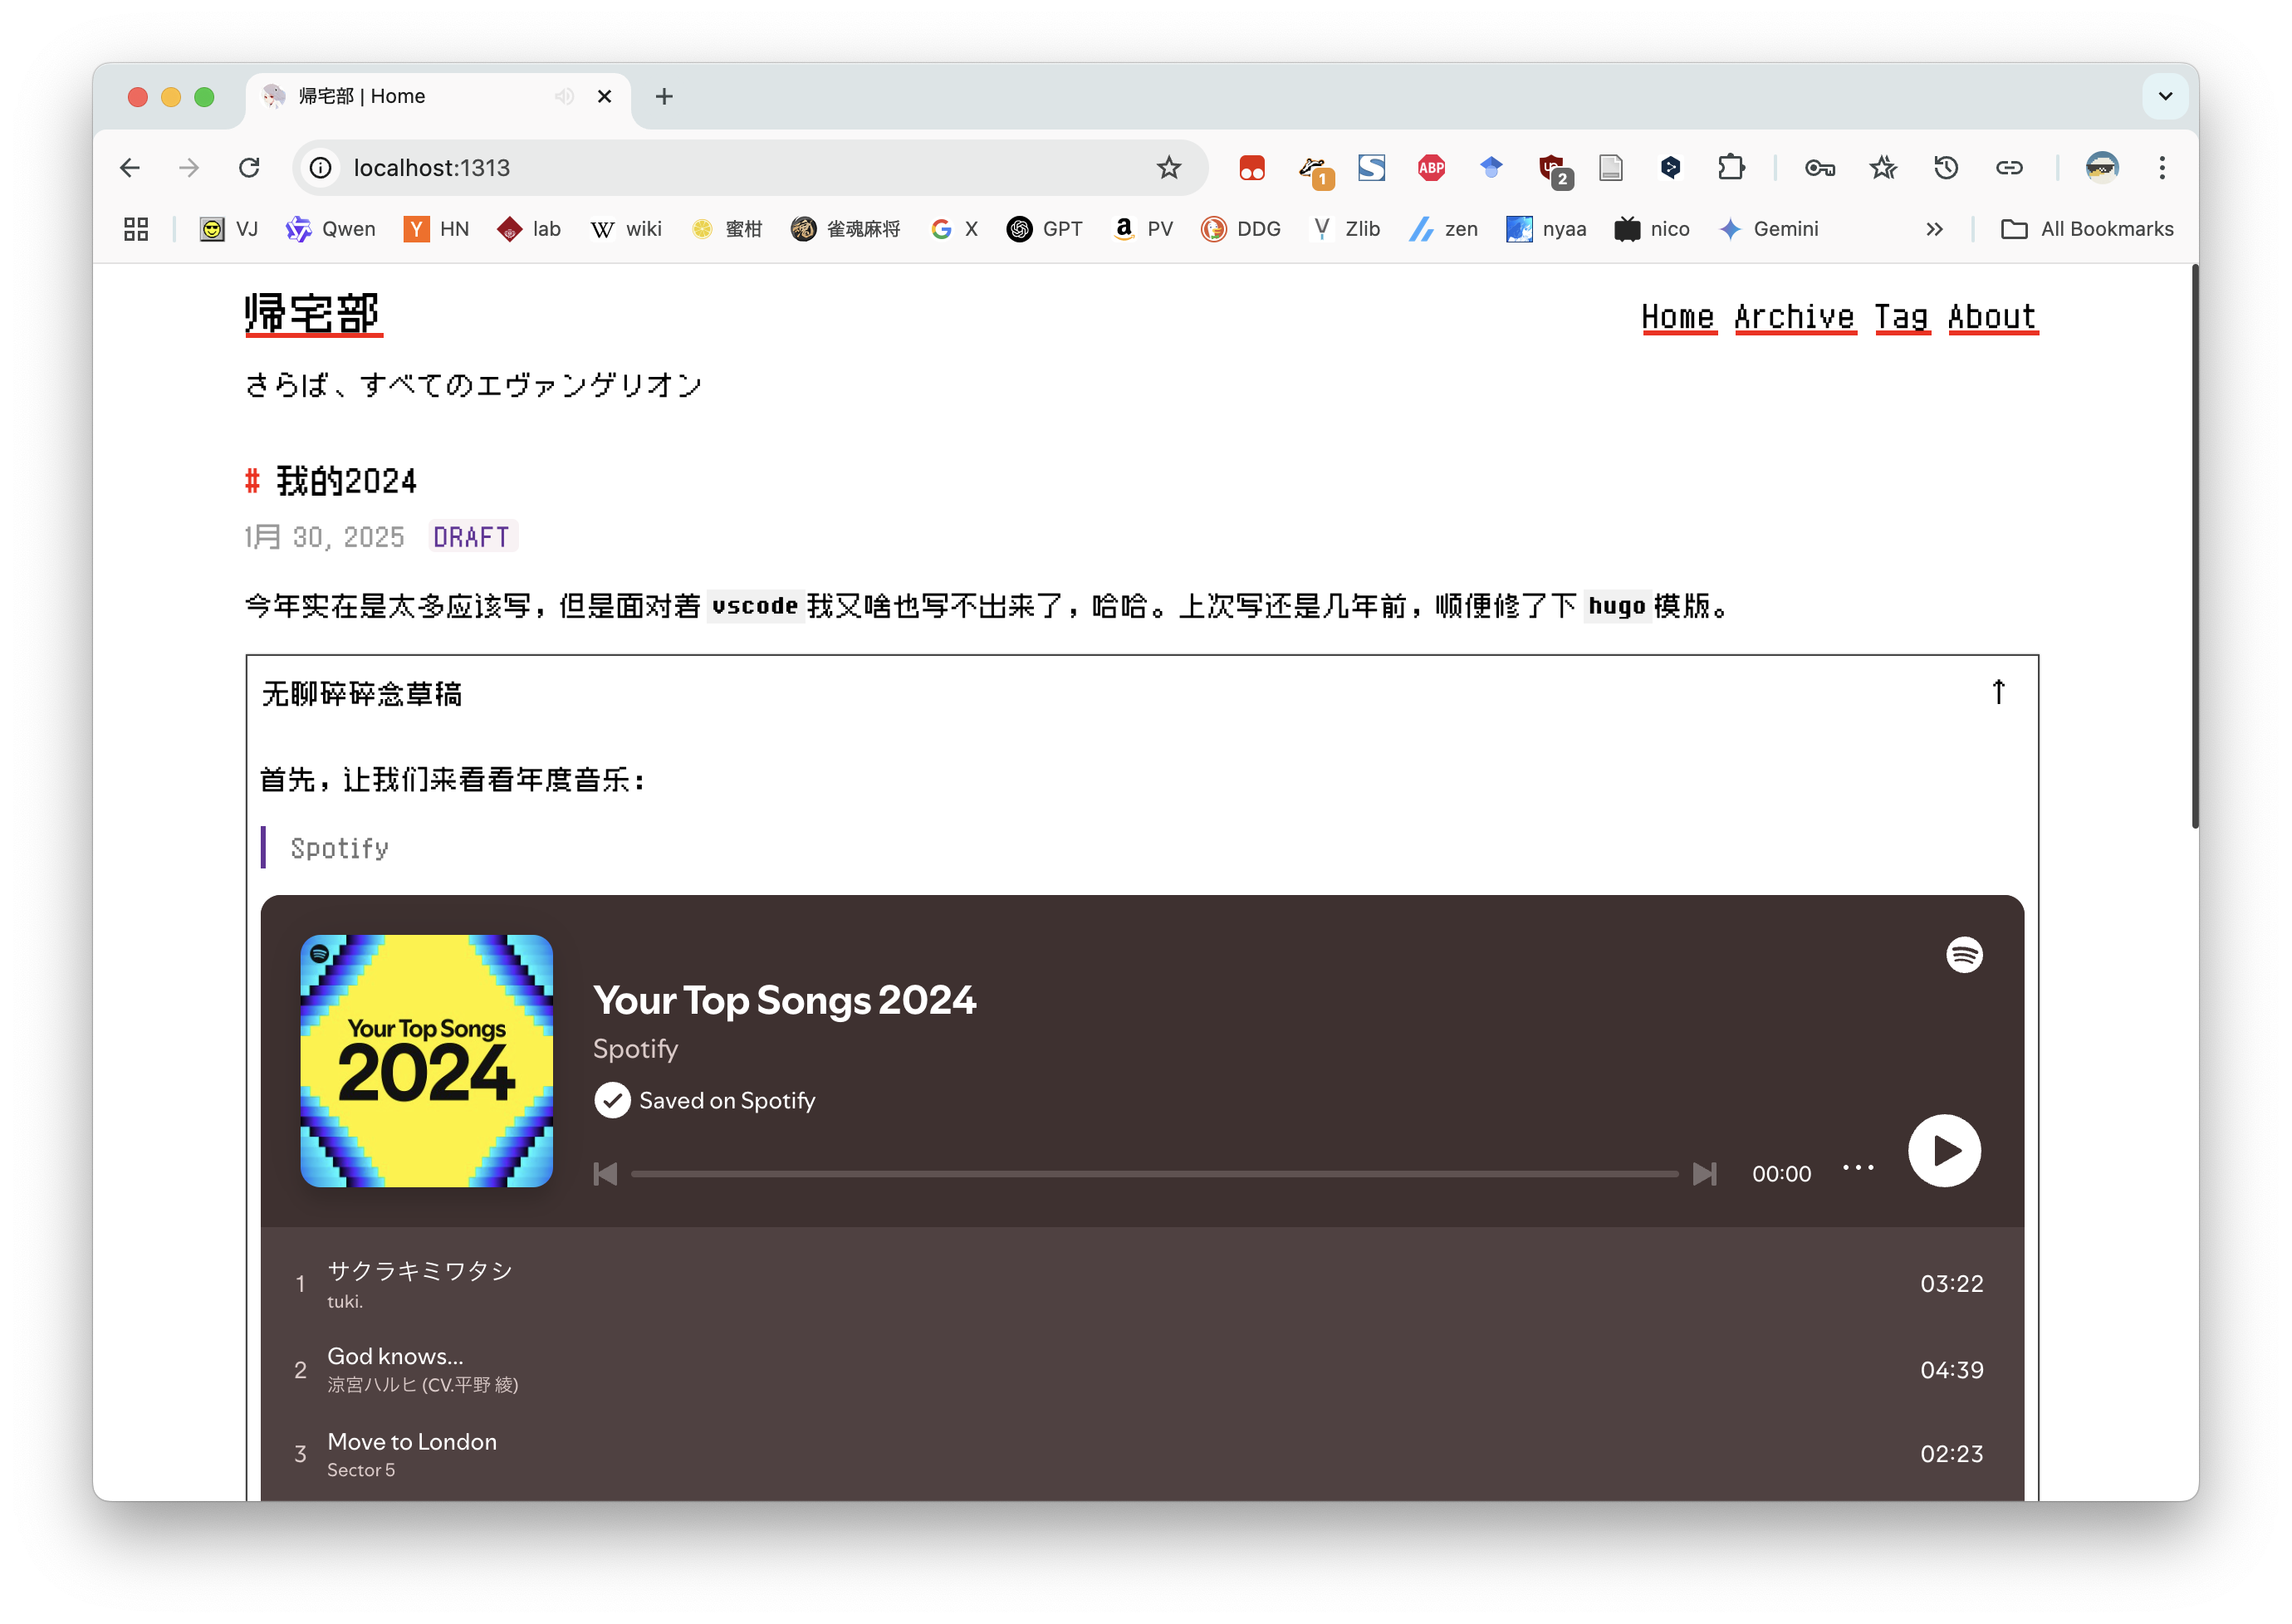 帰宅部 | Home
localhost:1313
ABP
1
2
VJ Qwen HN lab wiki 蜜柑 雀魂麻将 X GPT PV DDG Zlib zen nyaa nico Gemini All Bookmarks
帰宅部
Home Archive Tag About
さらば、すべてのエヴァンゲリオン
# 我的2024
1月 30, 2025 DRAFT
今年实在是太多应该写，但是面对着 vscode 我又啥也写不出来了，哈哈。上次写还是几年前，顺便修了下 hugo 模版。
无聊碎碎念草稿 ↑
首先，让我们来看看年度音乐：
Spotify
Your Top Songs
2024
Your Top Songs 2024
Spotify
Saved on Spotify
00:00
1 サクラキミワタシ 03:22
tuki.
2 God knows... 04:39
涼宮ハルヒ (CV.平野 綾)
3 Move to London 02:23
Sector 5